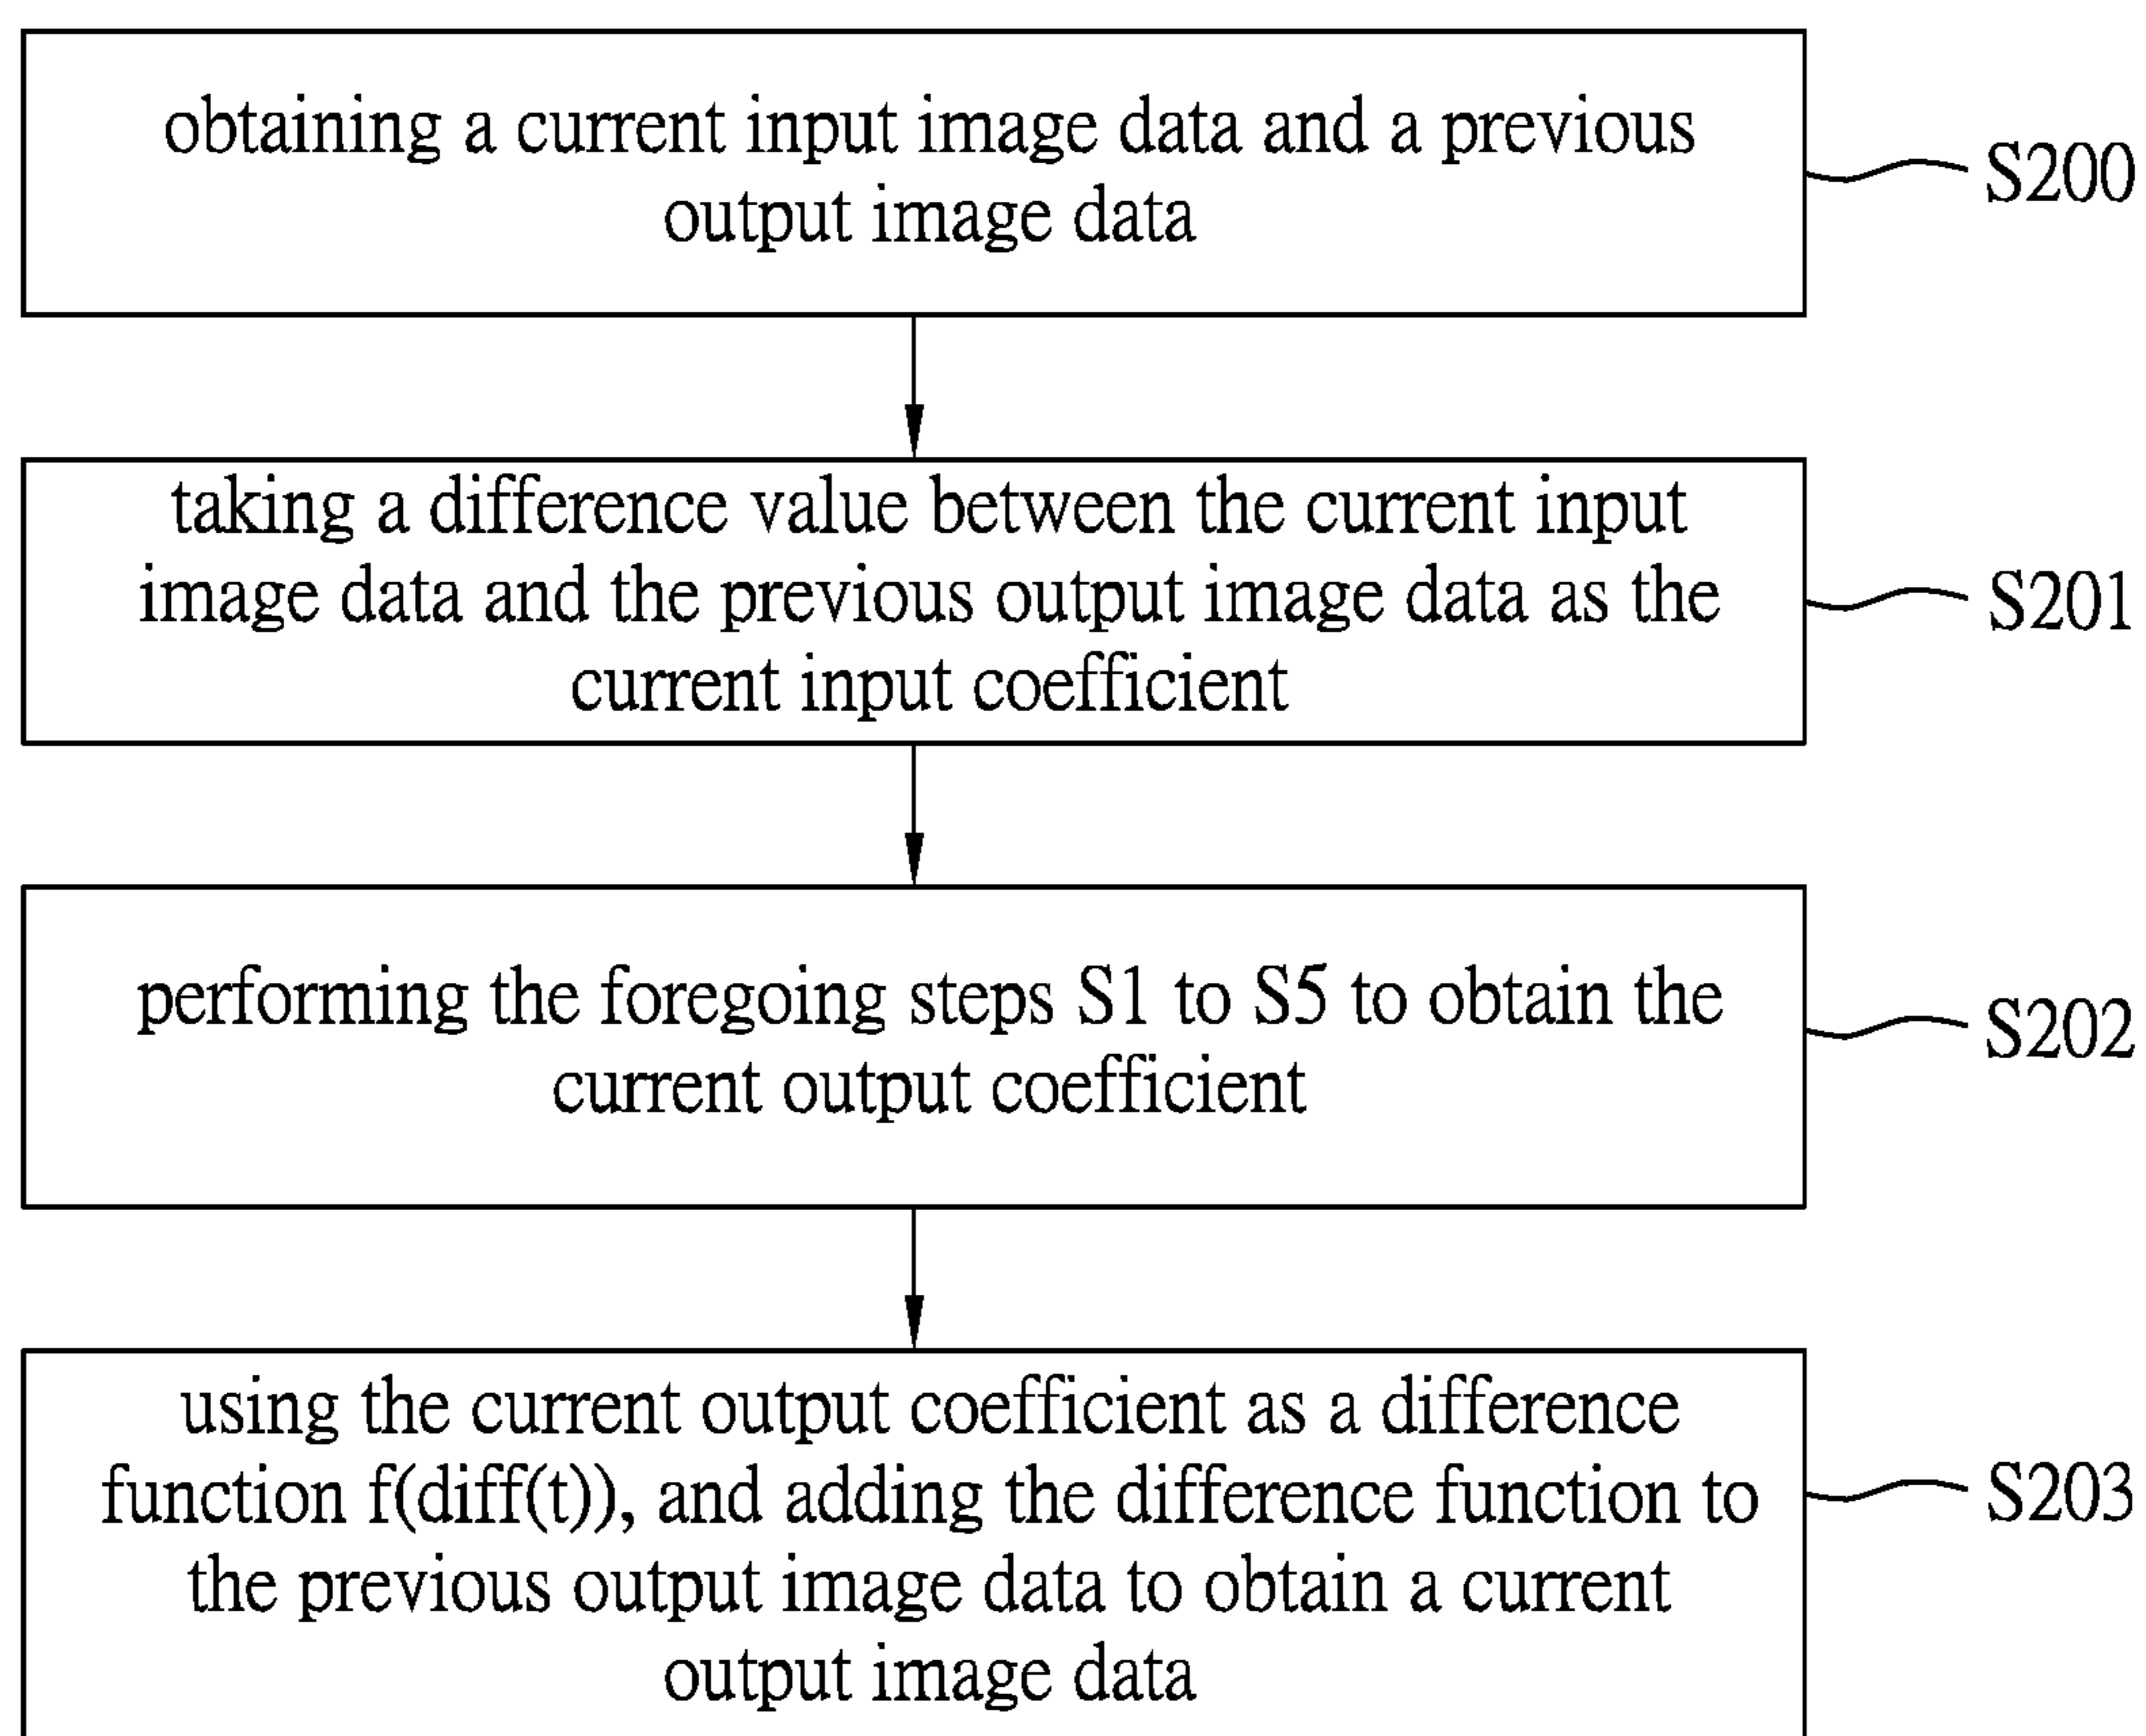 obtaining a current input image data and a previous
output image data
S200
taking a difference value between the current input
image data and the previous output image data as the
current input coefficient
S201
performing the foregoing steps S1 to S5 to obtain the
current output coefficient
S202
using the current output coefficient as a difference
function f(diff(t)), and adding the difference function to
the previous output image data to obtain a current
output image data
S203